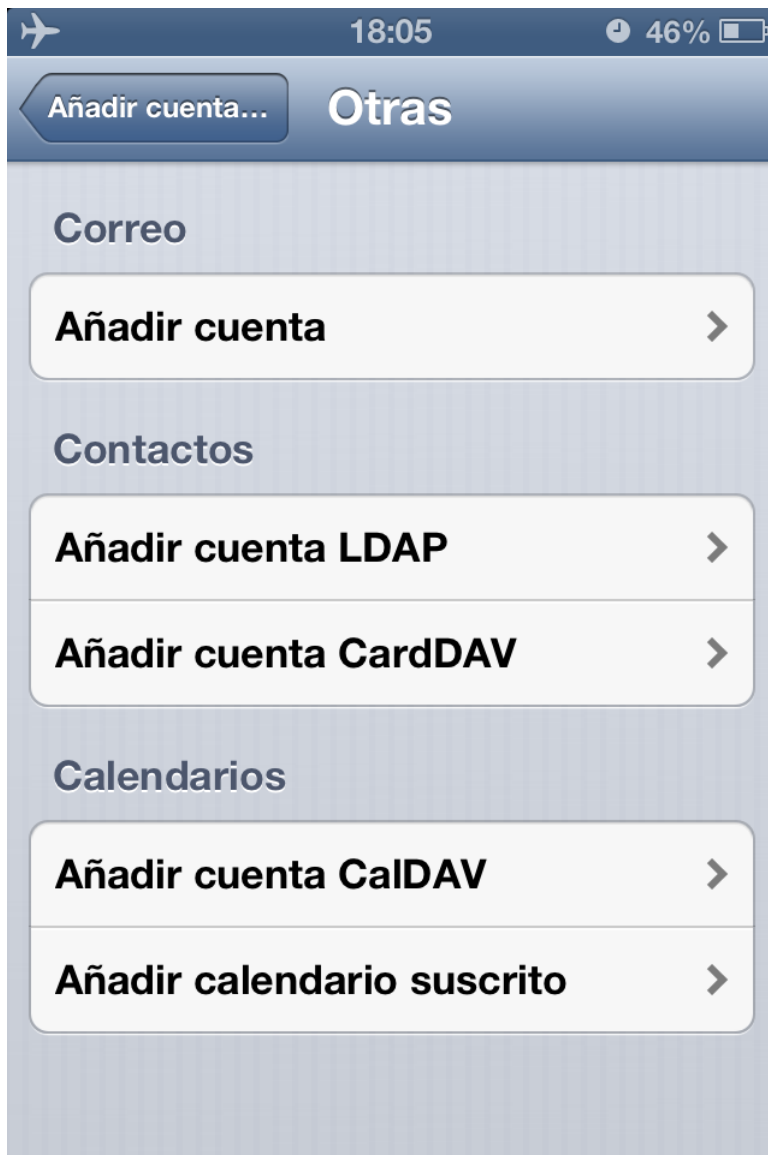 18:05
46%
Añadir cuenta...
Otras
Correo
Añadir cuenta
Contactos
Añadir cuenta LDAP
Añadir cuenta CardDAV
Calendarios
Añadir cuenta CalDAV
Añadir calendario suscrito